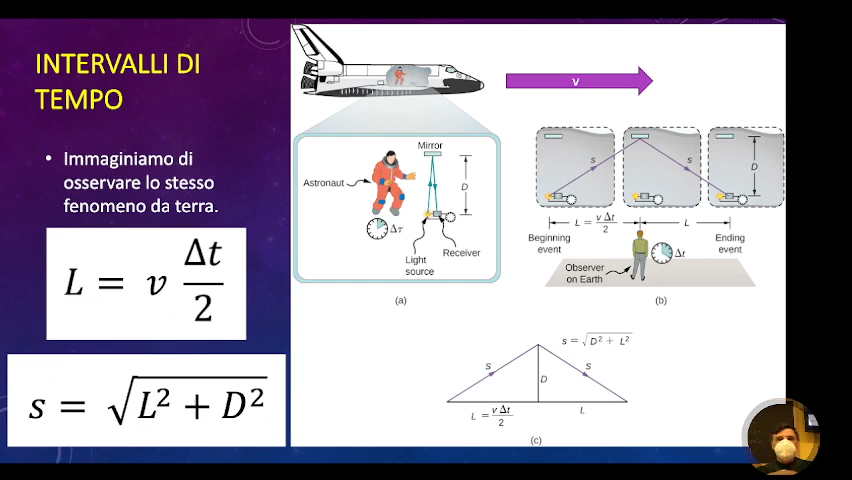 INTERVALLI DI
TEMPO
• Immaginiamo di
osservare lo stesso
fenomeno da terra.
L = v Δt/2
s = √(L² + D²)
v
Mirror
Astronaut
D
Δτ
Light
source
Receiver
(a)
s
s
D
L = v Δt/2
L
Beginning
event
Ending
event
Δt
Observer
on Earth
(b)
s = √(D² + L²)
s
s
D
L = v Δt/2
L
(c)